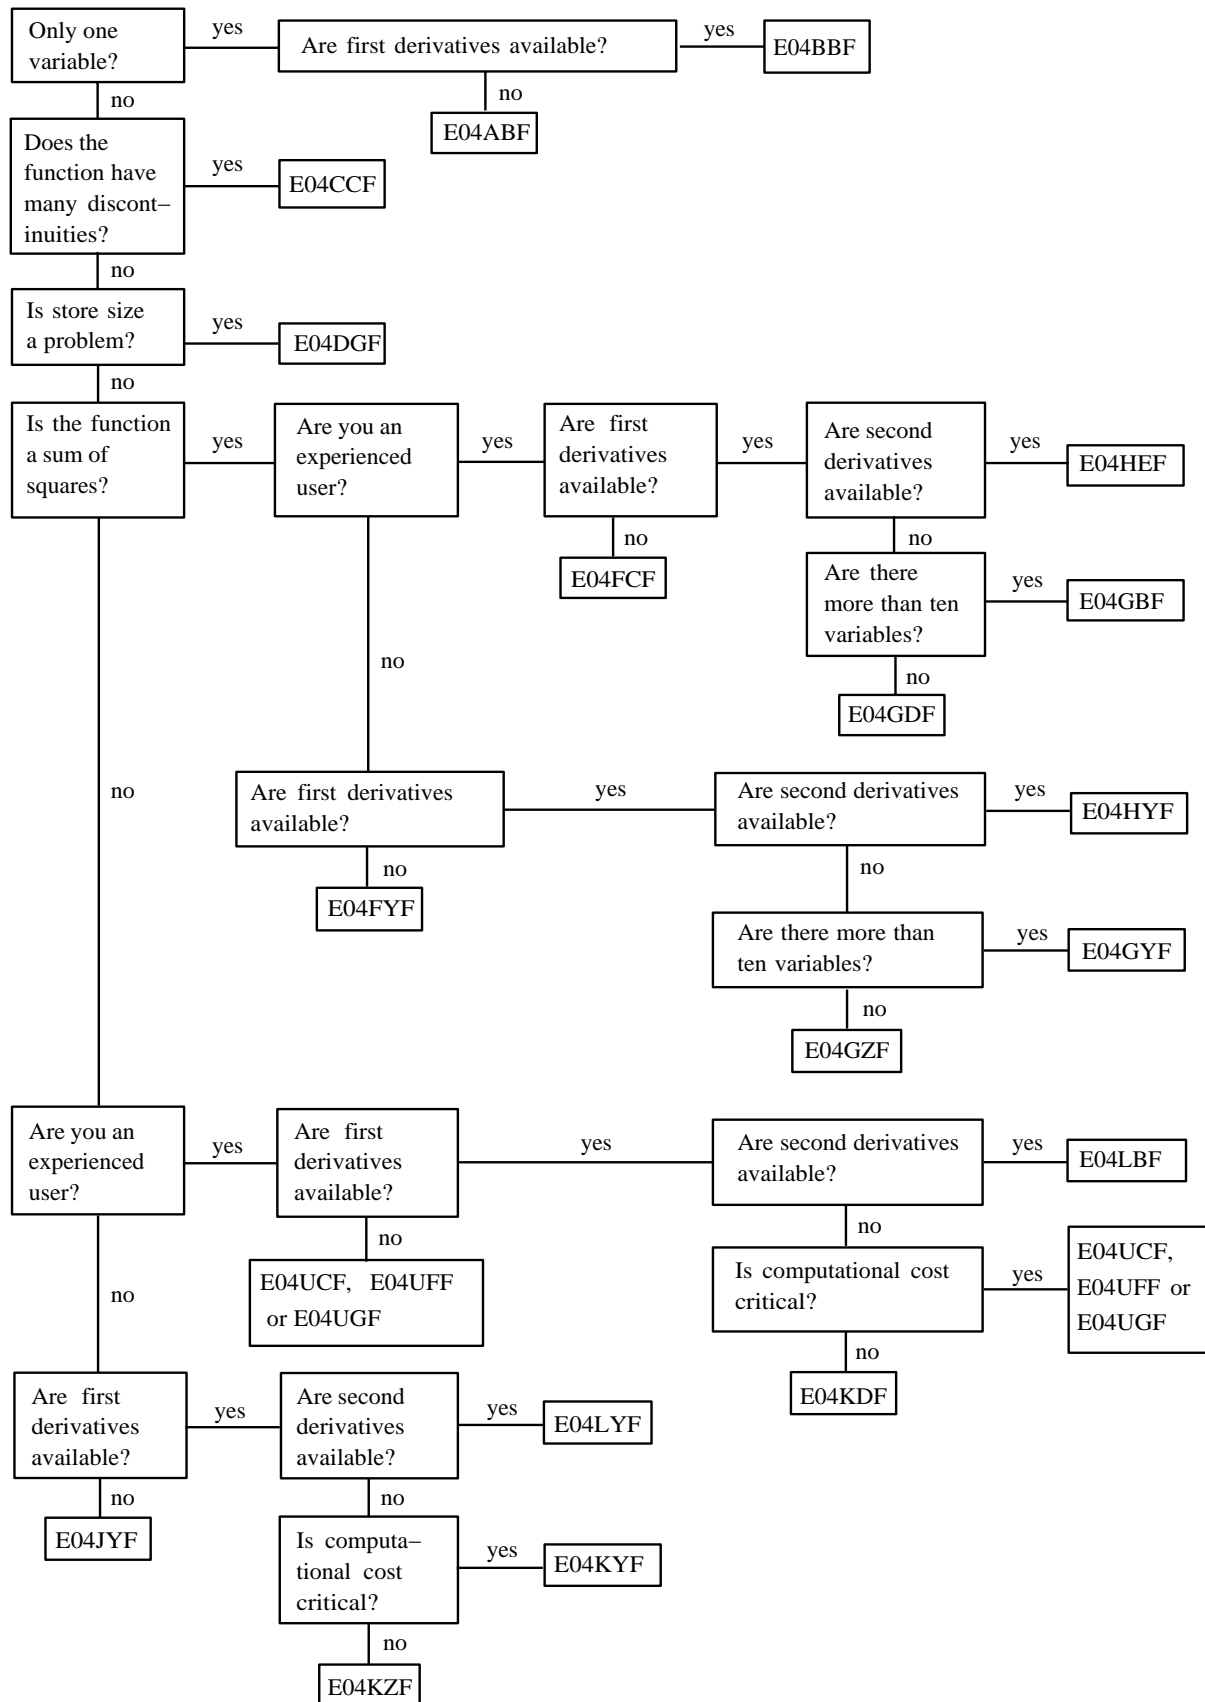 Only one
variable?
yes
Are first derivatives available?
yes
E04BBF
no
no
E04ABF
Does the
function have
many discont–
inuities?
yes
E04CCF
no
Is store size
a problem?
yes
E04DGF
no
Is the function
a sum of
squares?
yes
Are you an
experienced
user?
yes
Are first
derivatives
available?
yes
Are second
derivatives
available?
yes
E04HEF
no
E04FCF
no
Are there
more than ten
variables?
yes
E04GBF
no
E04GDF
no
no
Are first derivatives
available?
yes
Are second derivatives
available?
yes
E04HYF
no
E04FYF
no
Are there more than
ten variables?
yes
E04GYF
no
E04GZF
Are you an
experienced
user?
yes
Are first
derivatives
available?
yes
Are second derivatives
available?
yes
E04LBF
no
E04UCF, E04UFF
or E04UGF
no
Is computational cost
critical?
yes
E04UCF,
E04UFF or
E04UGF
no
E04KDF
no
Are first
derivatives
available?
yes
Are second
derivatives
available?
yes
E04LYF
no
E04JYF
no
Is computa–
tional cost
critical?
yes
E04KYF
no
E04KZF